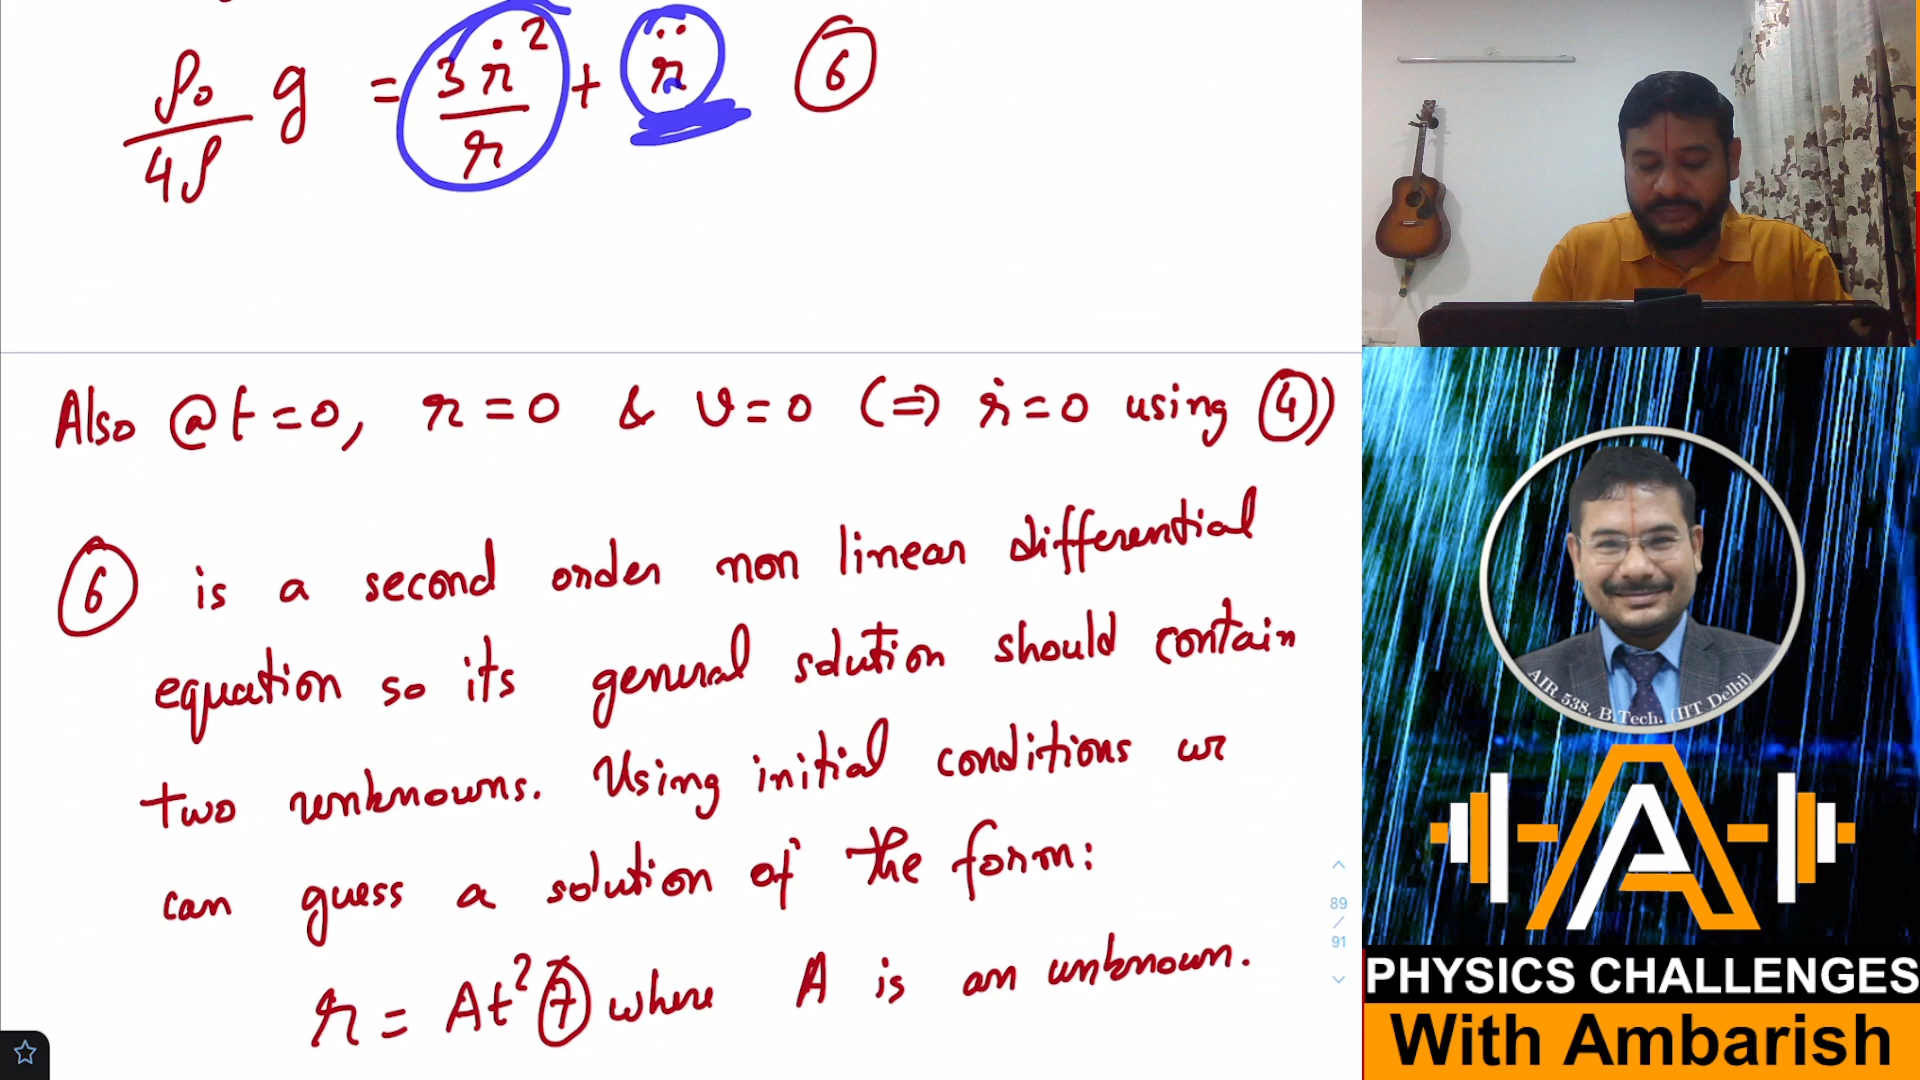 ρ₀/4ρ g = 3ṙ²/r + r̈ ⑥
Also @ t = 0, r = 0 & v = 0 (⇒ ṙ = 0 using ④)
⑥ is a second order non linear differential
equation so its general solution should contain
two unknowns. Using initial conditions we
can guess a solution of the form:
r = At² ⑦ where A is an unknown.
89
/
91
AIR 538, B.Tech. (IIT Delhi)
A
PHYSICS CHALLENGES
With Ambarish